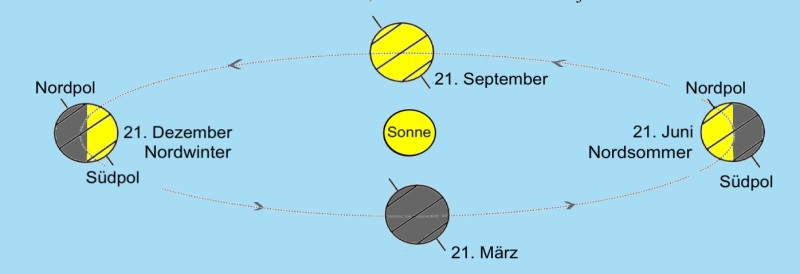 21. September
Nordpol
21. Dezember
Nordwinter
Südpol
Sonne
Nordpol
21. Juni
Nordsommer
Südpol
21. März